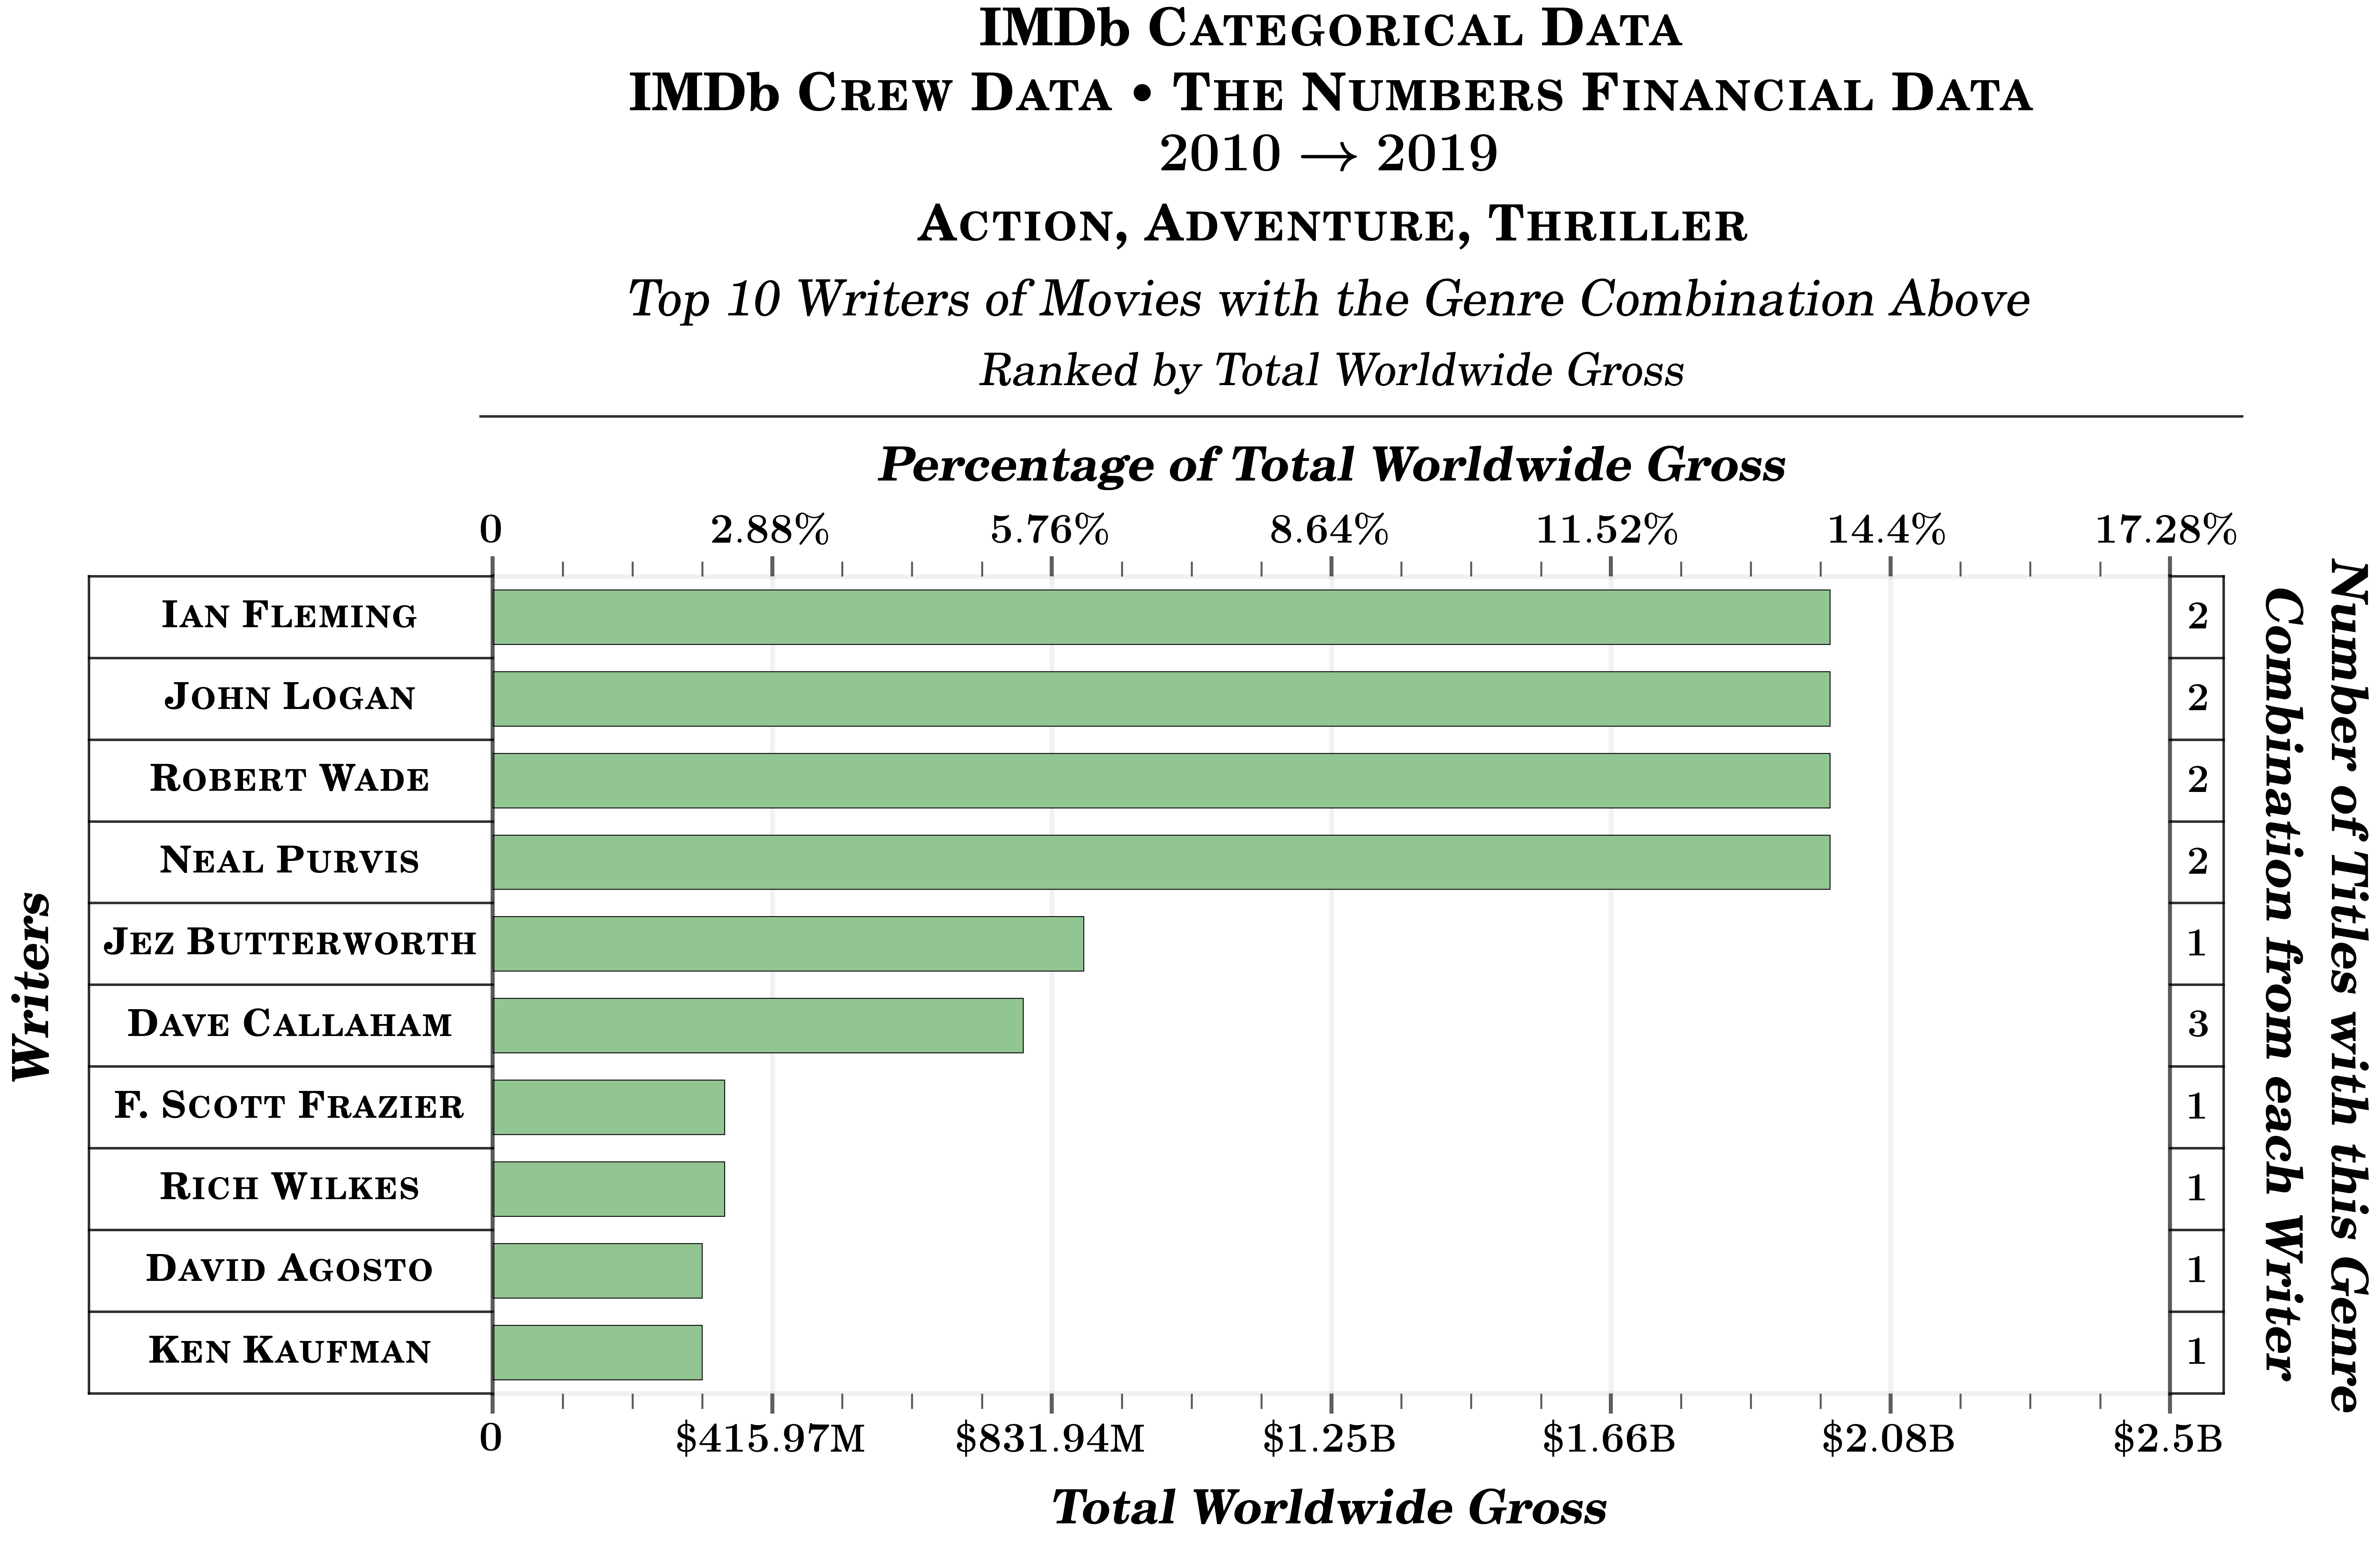 IMDb Categorical Data
IMDb Crew Data • The Numbers Financial Data
2010 → 2019
Action, Adventure, Thriller
Top 10 Writers of Movies with the Genre Combination Above
Ranked by Total Worldwide Gross
Percentage of Total Worldwide Gross
0 2.88% 5.76% 8.64% 11.52% 14.4% 17.28%
Writers
Ian Fleming 2
John Logan 2
Robert Wade 2
Neal Purvis 2
Jez Butterworth 1
Dave Callaham 3
F. Scott Frazier 1
Rich Wilkes 1
David Agosto 1
Ken Kaufman 1
Number of Titles with this Genre
Combination from each Writer
0 $415.97M $831.94M $1.25B $1.66B $2.08B $2.5B
Total Worldwide Gross